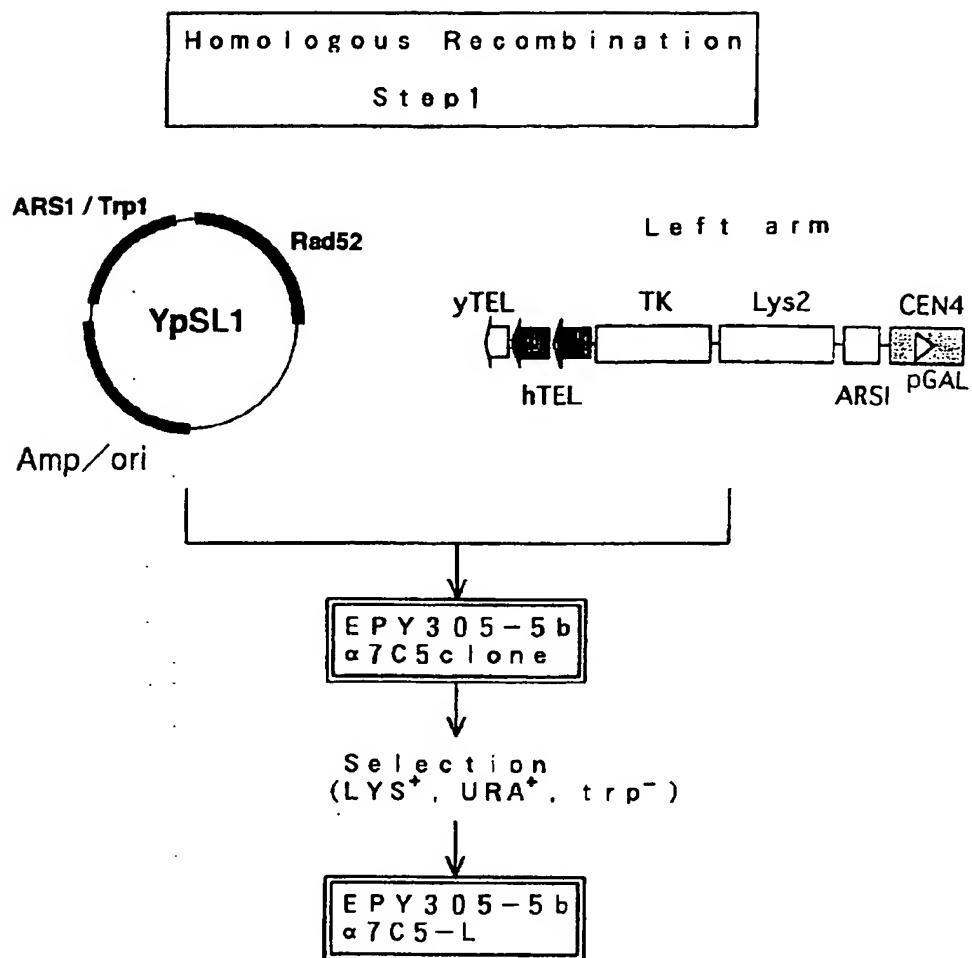 Homologous Recombination
Step1
ARS1 / Trp1
Rad52
YpSL1
Amp/ori
Left arm
yTEL
TK
Lys2
CEN4
hTEL
ARSI
pGAL
EPY305-5b
α7C5clone
Selection
(LYS⁺, URA⁺, trp⁻)
EPY305-5b
α7C5-L